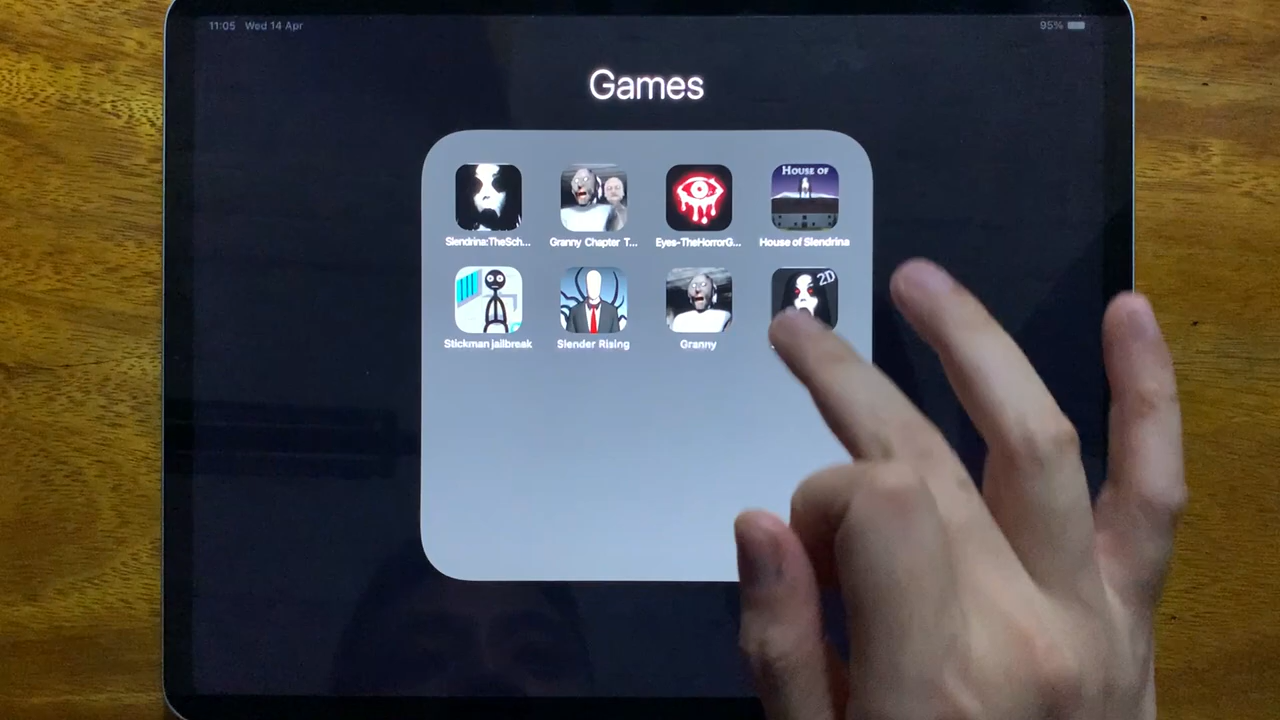 11:05 Wed 14 Apr
95%
Games
HOUSE OF
Slendrina:TheSch...
Granny Chapter T...
Eyes-TheHorrorG...
House of Slendrina
2D
Stickman jailbreak
Slender Rising
Granny